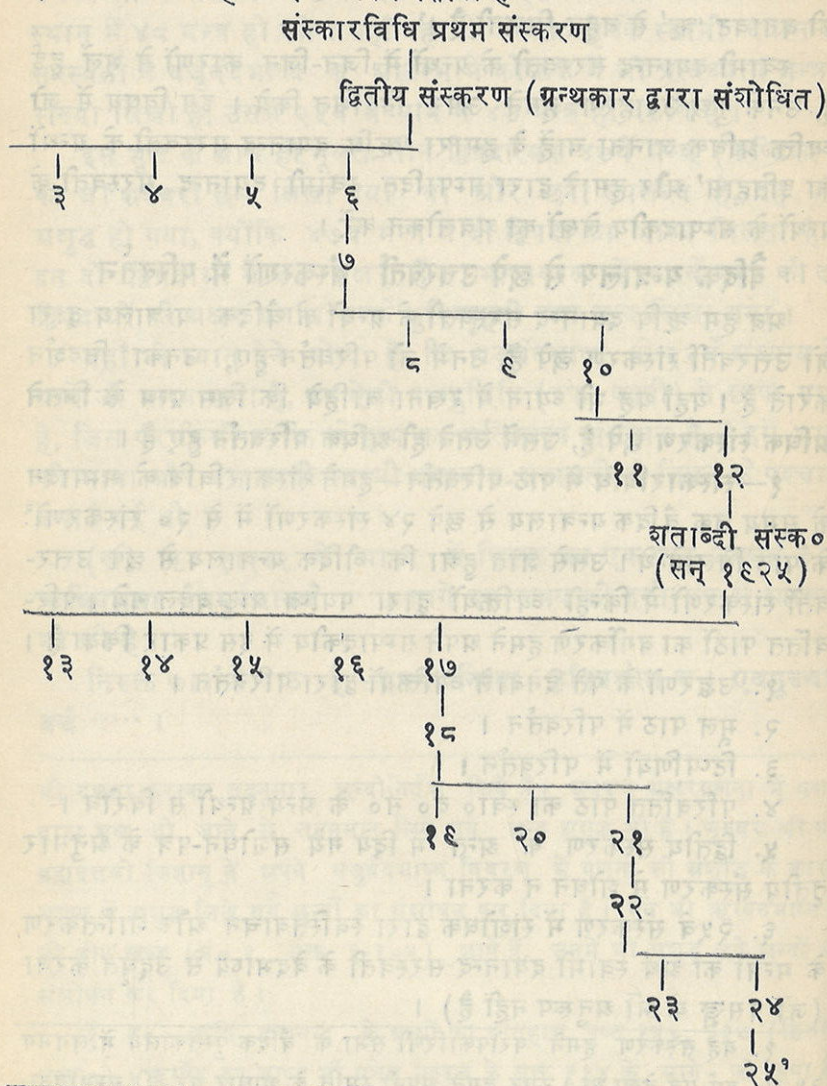 संस्कारविधि प्रथम संस्करण
द्वितीय संस्करण (ग्रन्थकार द्वारा संशोधित)
३ ४ ५ ६
७
८ ९ १०
११ १२
शताब्दी संस्क०
(सन् १९२५)
१३ १४ १५ १६ १७
१८
१९ २० २१
२२
२३ २४
२५¹